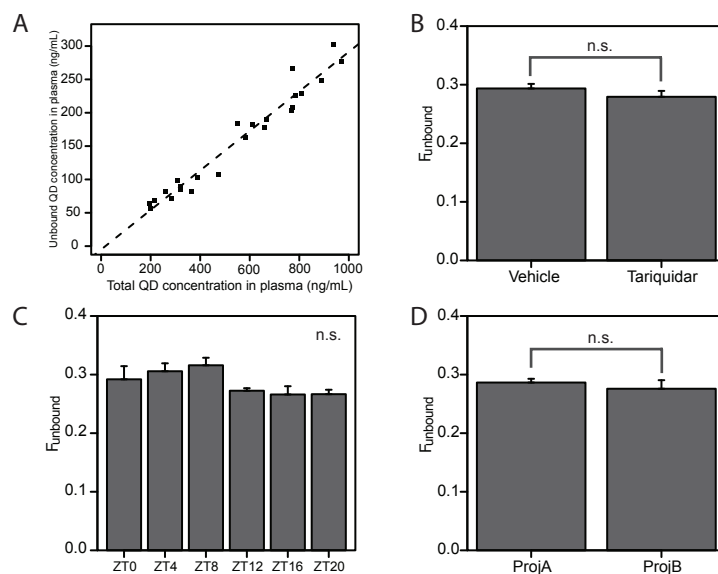 A
Unbound QD concentration in plasma (ng/mL)
300
250
200
150
100
50
0
0 200 400 600 800 1000
Total QD concentration in plasma (ng/mL)
B
Funbound
0.4
0.3
0.2
0.1
0.0
n.s.
Vehicle Tariquidar
C
Funbound
0.4
0.3
0.2
0.1
0.0
n.s.
ZT0 ZT4 ZT8 ZT12 ZT16 ZT20
D
Funbound
0.4
0.3
0.2
0.1
0.0
n.s.
ProjA ProjB